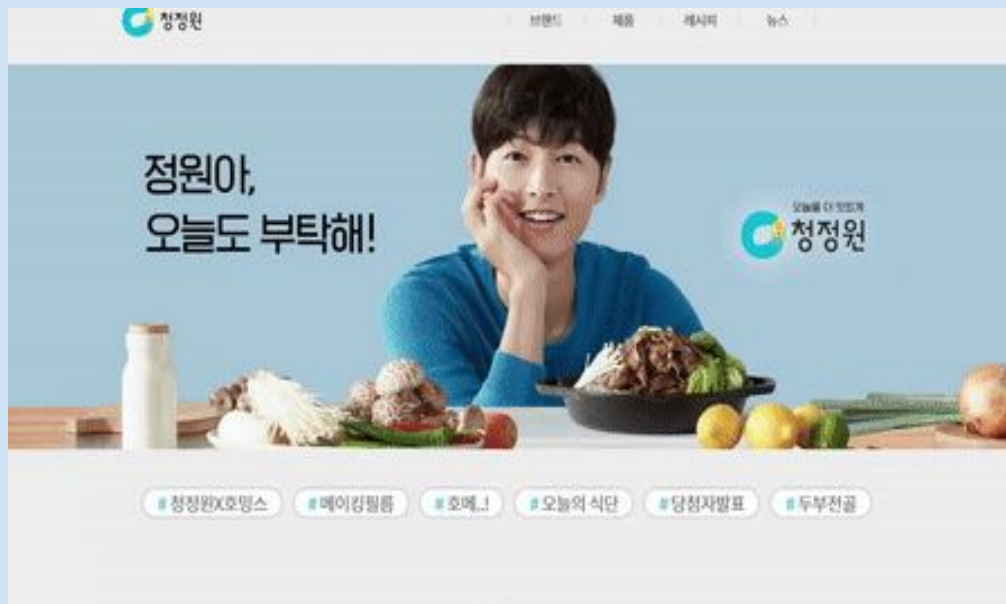 청정원
브랜드 제품 레시피 뉴스
정원아,
오늘도 부탁해!
오늘을 더 맛있게
청정원
#청정원X호밍스 #메이킹필름 #호메..! #오늘의 식단 #당첨자발표 #두부전골